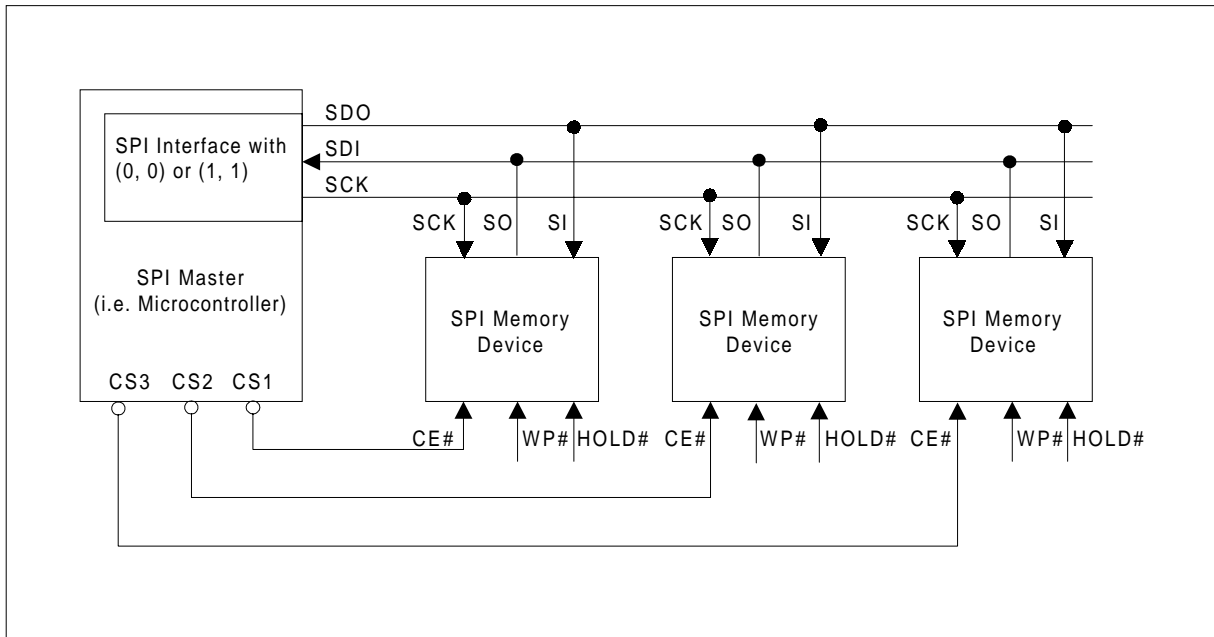 SDO
SPI Interface with
(0, 0) or (1, 1)
SDI
SCK
SCK SO SI
SCK SO SI
SCK SO SI
SPI Master
(i.e. Microcontroller)
SPI Memory
Device
SPI Memory
Device
SPI Memory
Device
CS3 CS2 CS1
CE# WP# HOLD#
CE# WP# HOLD#
CE# WP# HOLD#